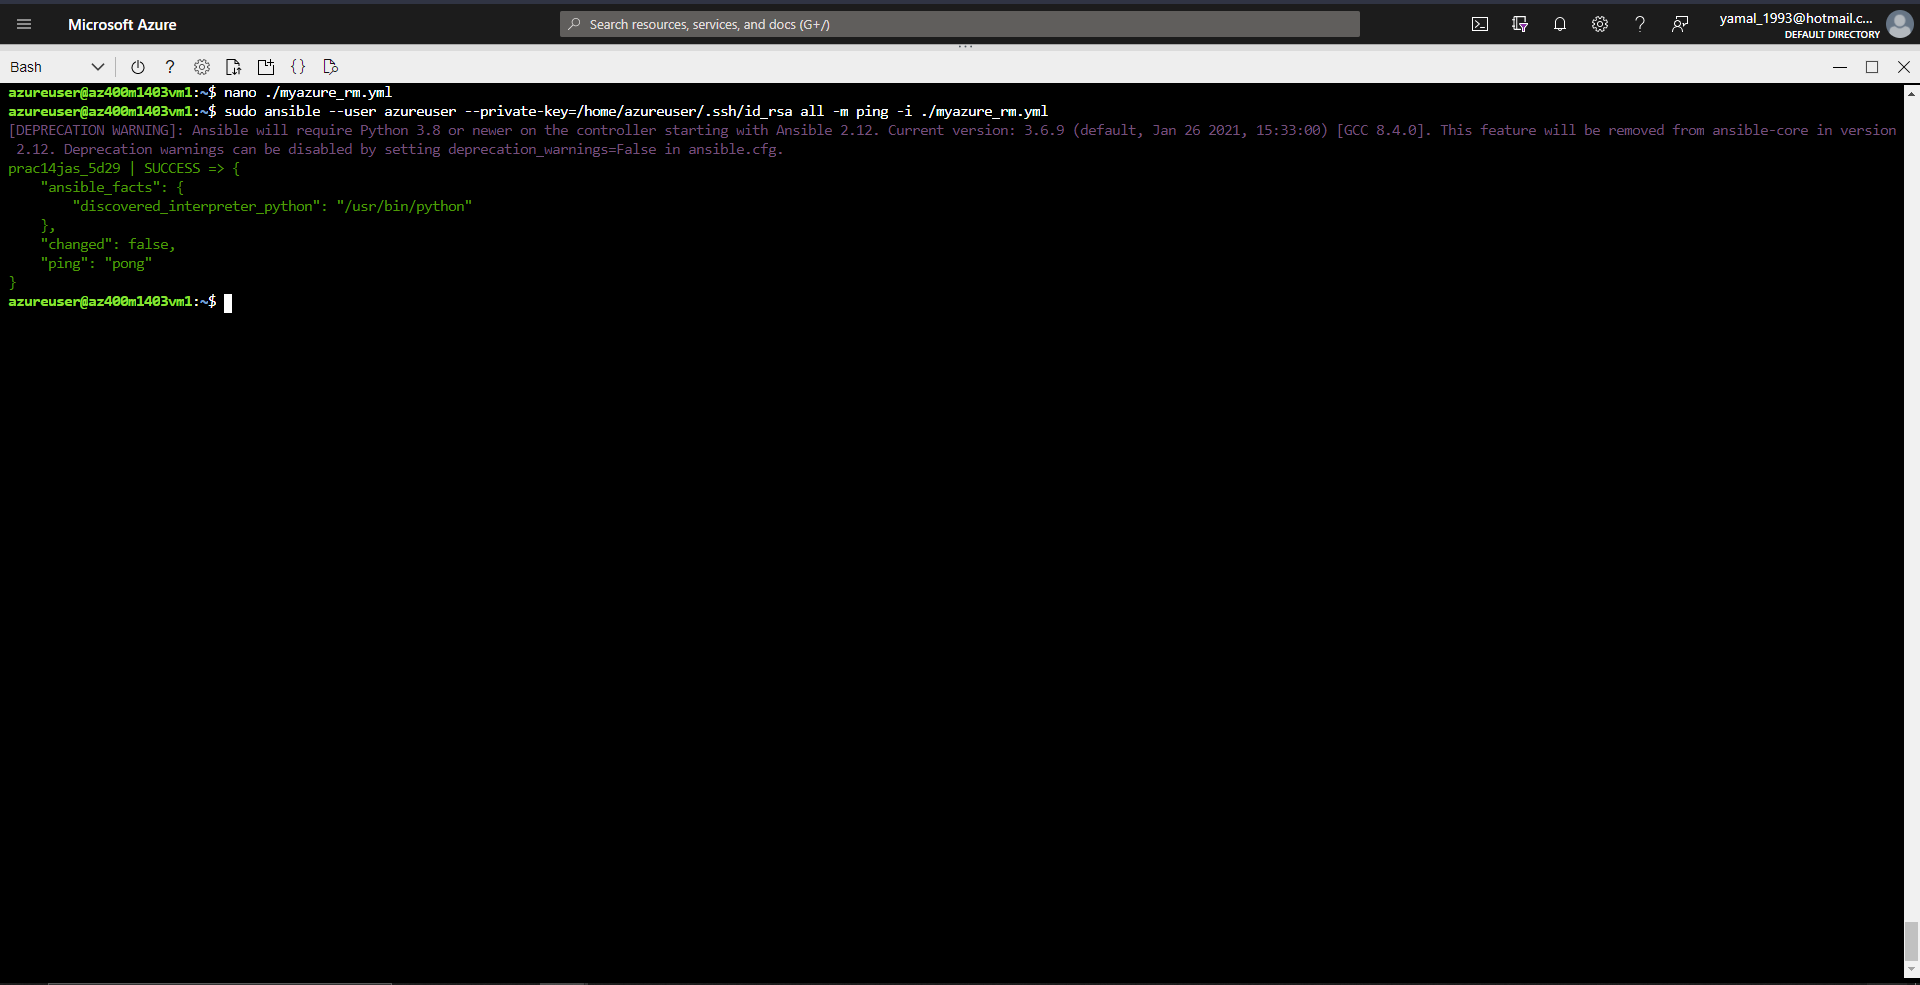 Microsoft Azure
Search resources, services, and docs (G+/)
yamal_1993@hotmail.c...
DEFAULT DIRECTORY
Bash
azureuser@az400m1403vm1:~$ nano ./myazure_rm.yml
azureuser@az400m1403vm1:~$ sudo ansible --user azureuser --private-key=/home/azureuser/.ssh/id_rsa all -m ping -i ./myazure_rm.yml
[DEPRECATION WARNING]: Ansible will require Python 3.8 or newer on the controller starting with Ansible 2.12. Current version: 3.6.9 (default, Jan 26 2021, 15:33:00) [GCC 8.4.0]. This feature will be removed from ansible-core in version
 2.12. Deprecation warnings can be disabled by setting deprecation_warnings=False in ansible.cfg.
prac14jas_5d29 | SUCCESS => {
    "ansible_facts": {
        "discovered_interpreter_python": "/usr/bin/python"
    },
    "changed": false,
    "ping": "pong"
}
azureuser@az400m1403vm1:~$